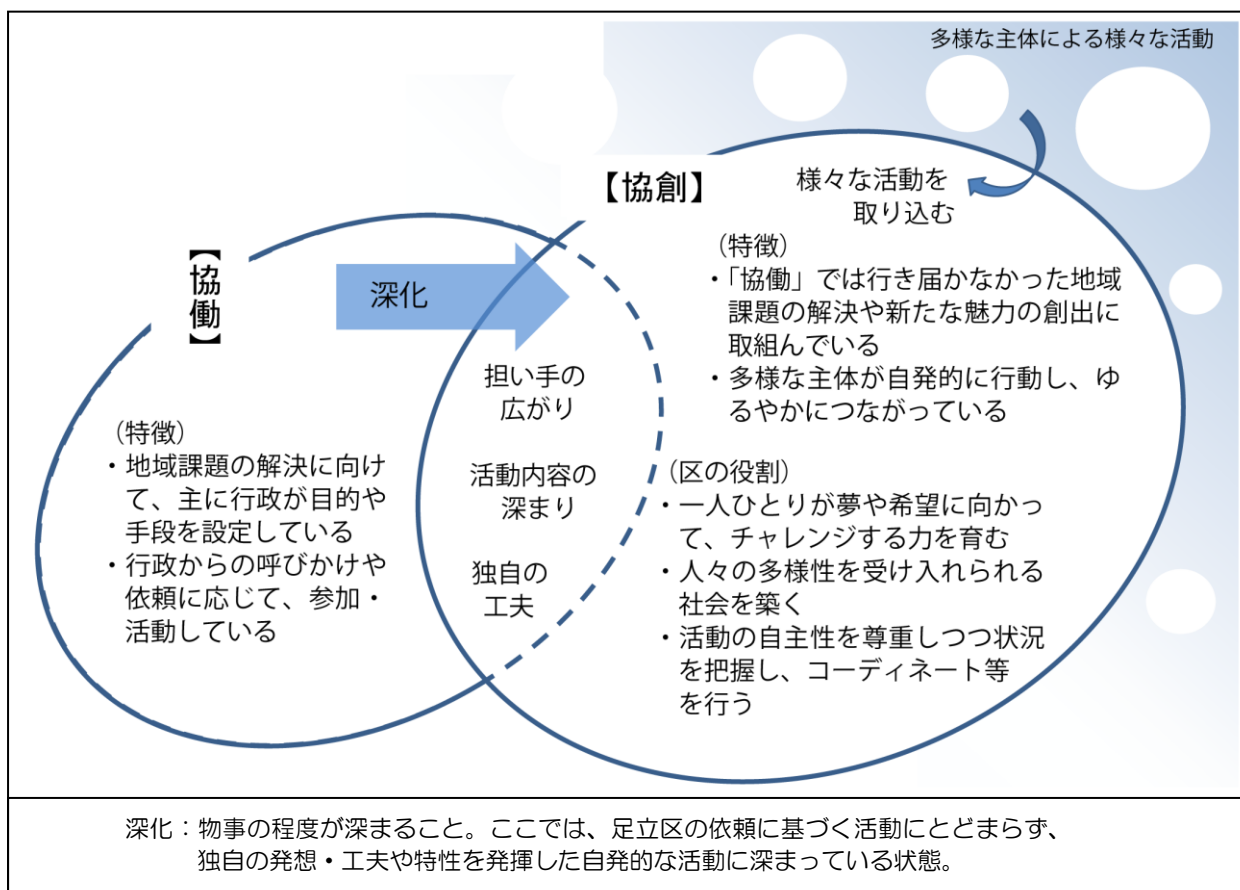 多様な主体による様々な活動
【協創】
様々な活動を
取り込む
（特徴）
・「協働」では行き届かなかった地域
課題の解決や新たな魅力の創出に
取組んでいる
・多様な主体が自発的に行動し、ゆ
るやかにつながっている
（区の役割）
・一人ひとりが夢や希望に向かっ
て、チャレンジする力を育む
・人々の多様性を受け入れられる
社会を築く
・活動の自主性を尊重しつつ状況
を把握し、コーディネート等
を行う
【協働】
深化
担い手の
広がり
活動内容の
深まり
独自の
工夫
（特徴）
・地域課題の解決に向け
て、主に行政が目的や
手段を設定している
・行政からの呼びかけや
依頼に応じて、参加・
活動している
深化：物事の程度が深まること。ここでは、足立区の依頼に基づく活動にとどまらず、
独自の発想・工夫や特性を発揮した自発的な活動に深まっている状態。